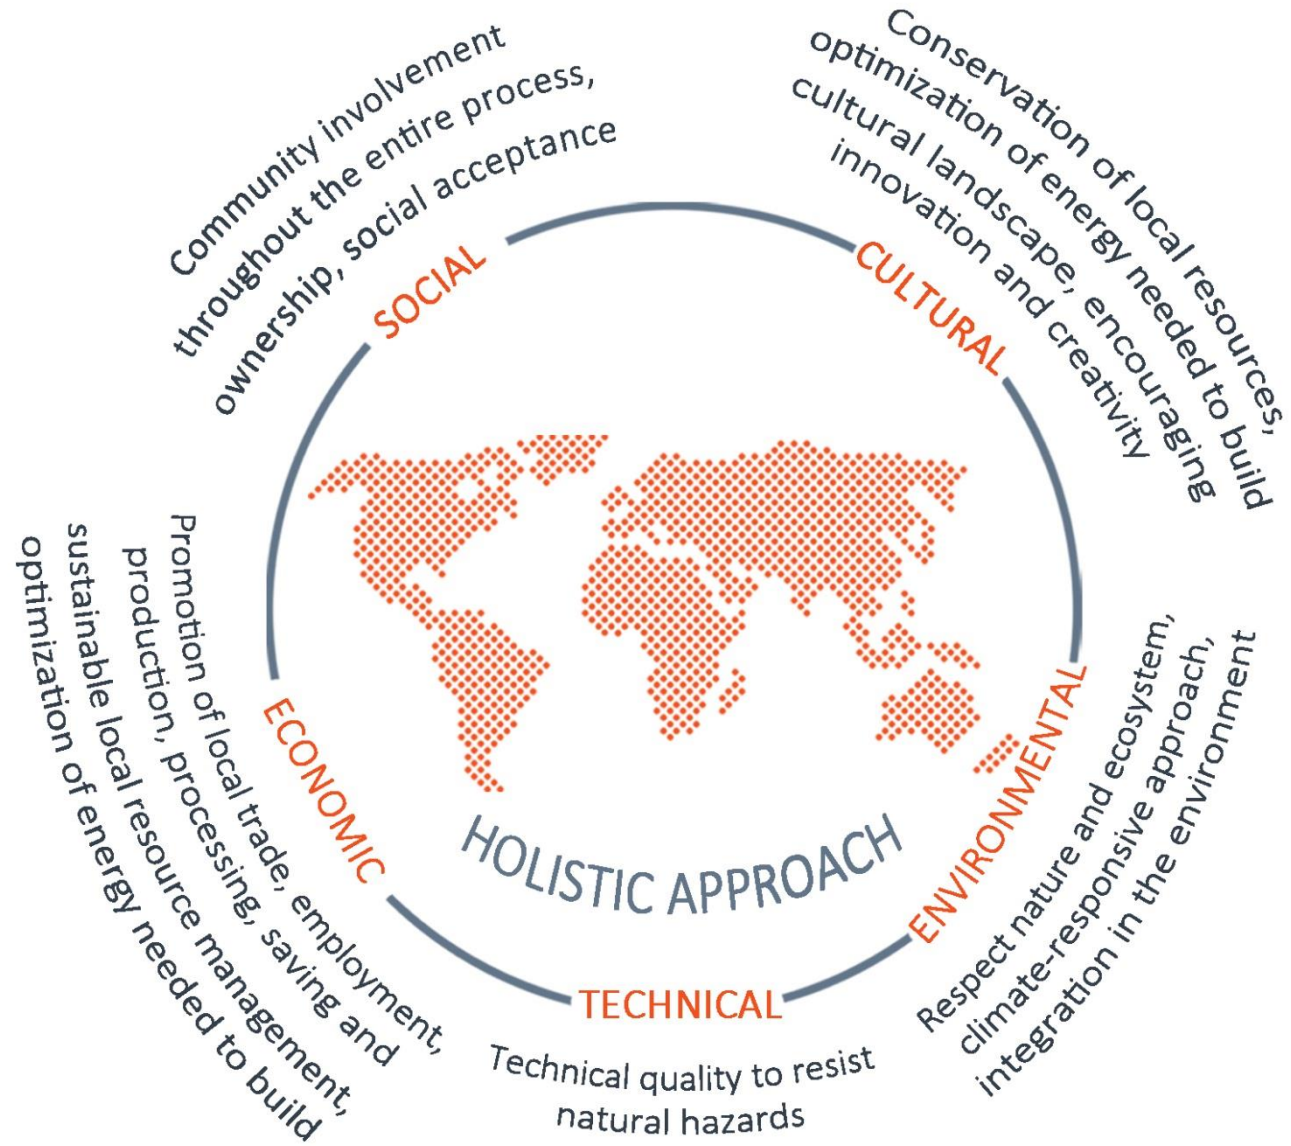 Community involvement
throughout the entire process,
ownership, social acceptance
SOCIAL
Conservation of local resources,
optimization of energy needed to build
cultural landscape, encouraging
innovation and creativity
CULTURAL
ENVIRONMENTAL
Respect nature and ecosystem,
climate-responsive approach,
integration in the environment
TECHNICAL
Technical quality to resist
natural hazards
ECONOMIC
Promotion of local trade, employment,
production, processing, saving and
sustainable local resource management,
optimization of energy needed to build
HOLISTIC APPROACH